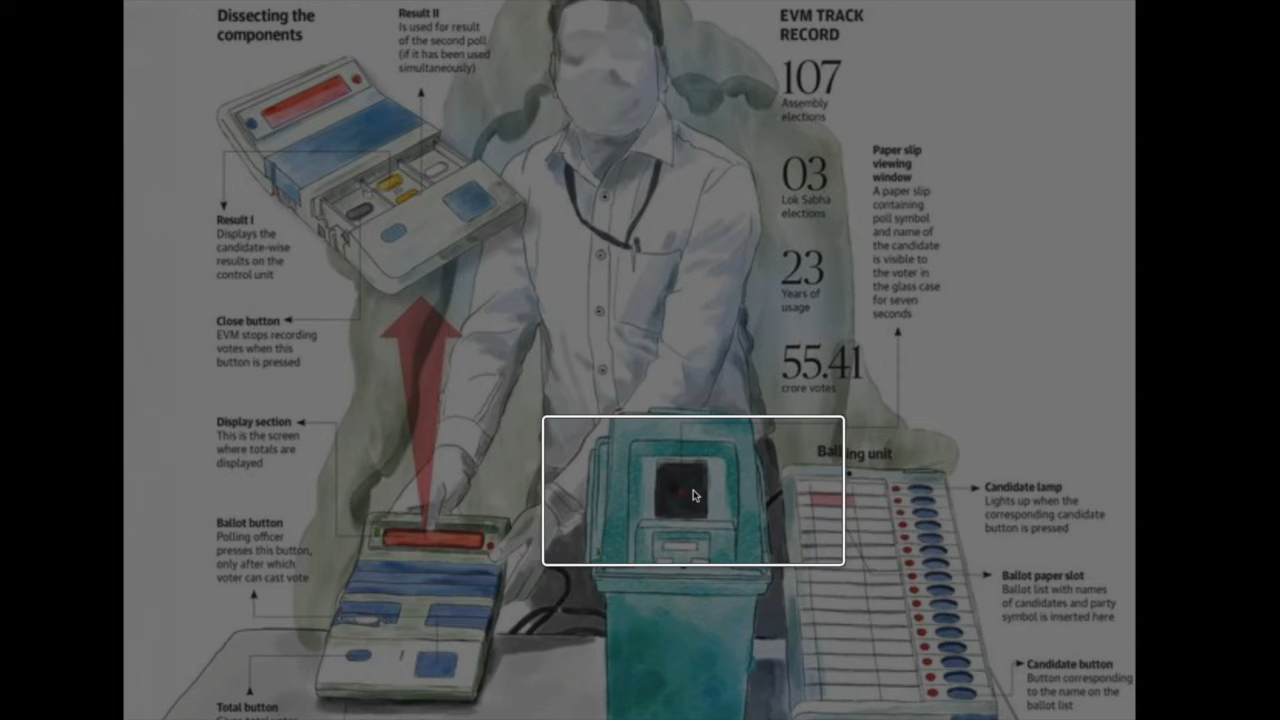 Dissecting the
components
Result II
Is used for result
of the second poll
(if it has been used
simultaneously)
EVM TRACK
RECORD
107
Assembly
elections
03
Lok Sabha
elections
23
Years of
usage
55.41
crore votes
Paper slip
viewing
window
A paper slip
containing
poll symbol
and name of
the candidate
is visible to
the voter in
the glass case
for seven
seconds
Result I
Displays the
candidate-wise
results on the
control unit
Close button
EVM stops recording
votes when this
button is pressed
Display section
This is the screen
where totals are
displayed
Ballot button
Polling officer
presses this button,
only after which
voter can cast vote
Total button
Balloting unit
Candidate lamp
Lights up when the
corresponding candidate
button is pressed
Ballot paper slot
Ballot list with names
of candidates and party
symbol is inserted here
Candidate button
Button corresponding
to the name on the
ballot list